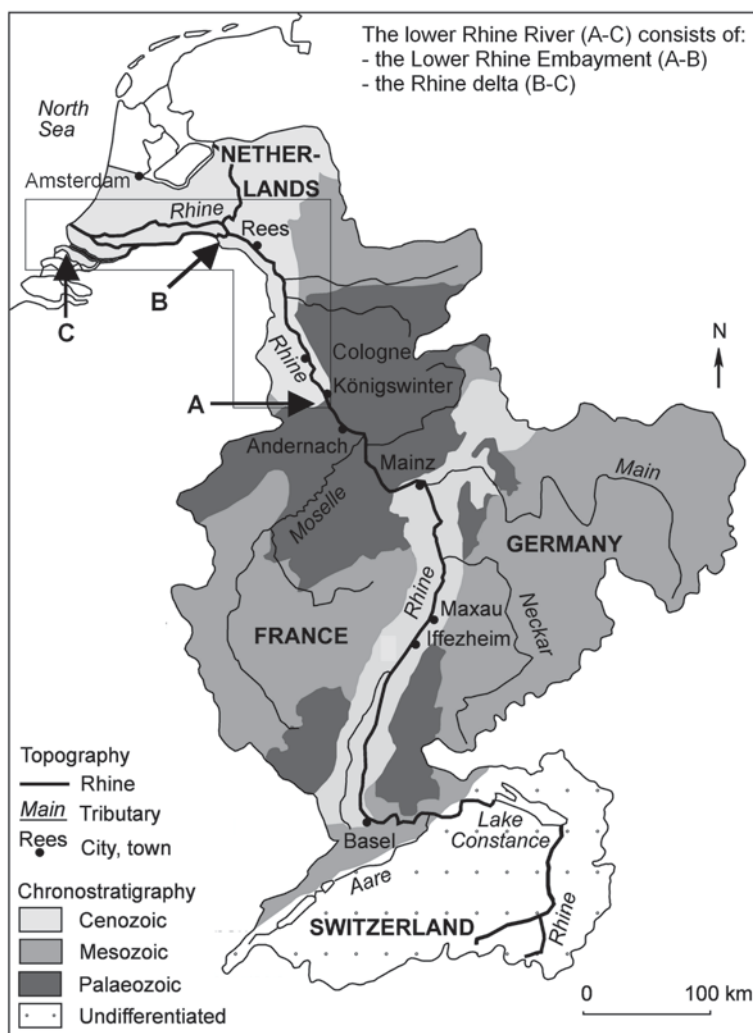 The lower Rhine River (A-C) consists of:
- the Lower Rhine Embayment (A-B)
- the Rhine delta (B-C)
North
Sea
NETHER-
LANDS
Amsterdam
Rhine
Rees
B
C
N
Rhine
Cologne
Königswinter
A
Andernach
Mainz
Main
Moselle
GERMANY
Rhine
Neckar
Maxau
Iffezheim
FRANCE
Topography
Rhine
Main Tributary
Rees City, town
Basel
Lake
Constance
Aare
Chronostratigraphy
Cenozoic
Mesozoic
Palaeozoic
Undifferentiated
SWITZERLAND
Rhine
0 100 km